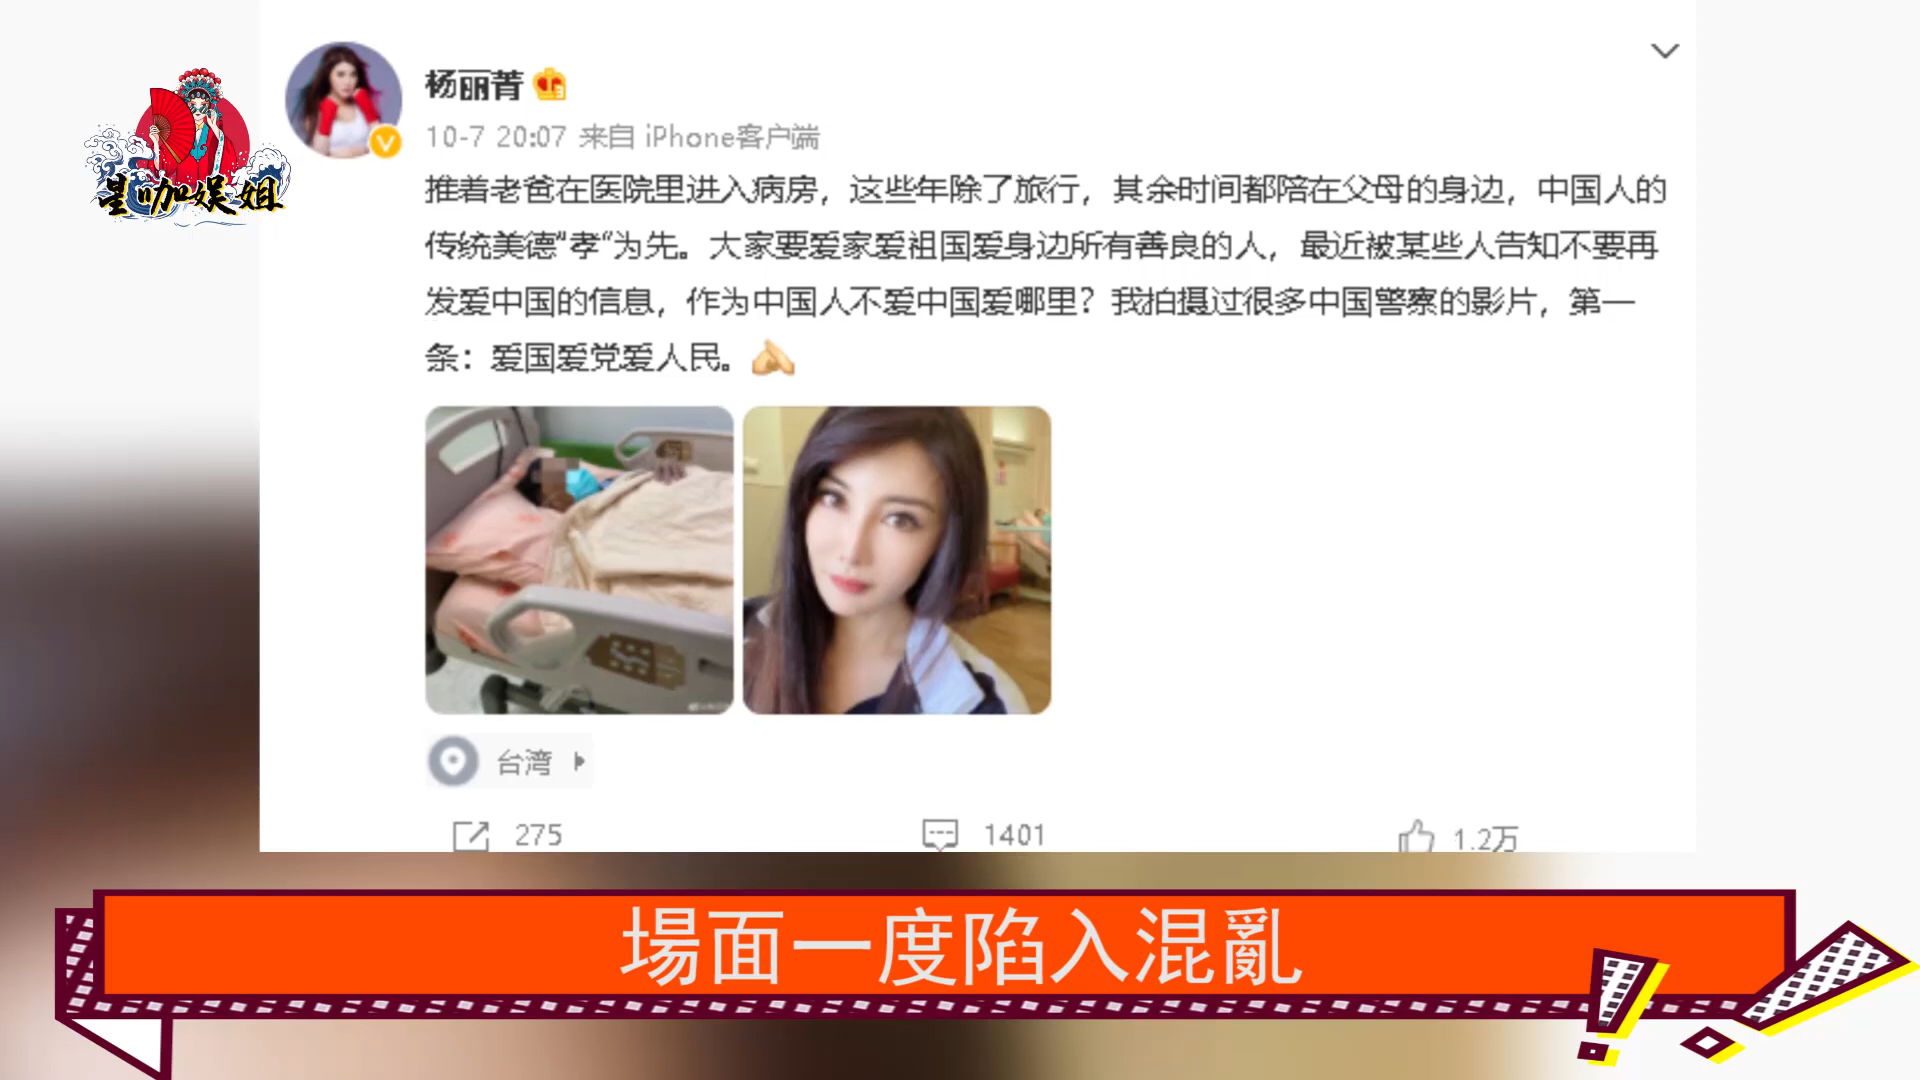 杨丽菁
10-7 20:07 来自 iPhone客户端
推着老爸在医院里进入病房，这些年除了旅行，其余时间都陪在父母的身边，中国人的
传统美德“孝“为先。大家要爱家爱祖国爱身边所有善良的人，最近被某些人告知不要再
发爱中国的信息，作为中国人不爱中国爱哪里？我拍摄过很多中国警察的影片，第一
条：爱国爱党爱人民。
星咖娱姐
台湾
275
1401
1.2万
場面一度陷入混亂